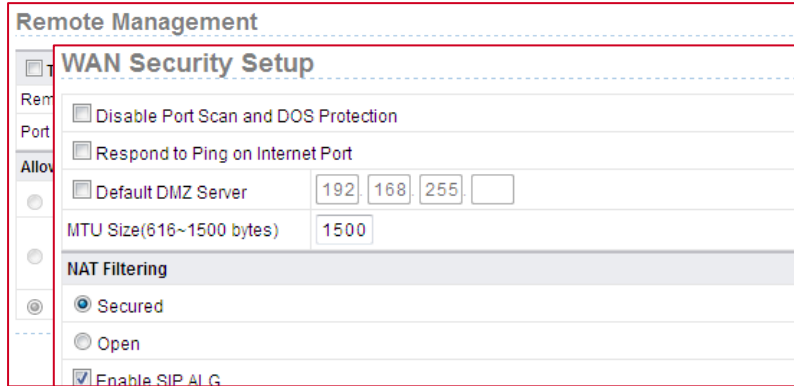 Remote Management
WAN Security Setup
T
Rem
Port
Allov
Disable Port Scan and DOS Protection
Respond to Ping on Internet Port
Default DMZ Server 192. 168. 255.
MTU Size(616~1500 bytes) 1500
NAT Filtering
Secured
Open
Enable SIP ALG